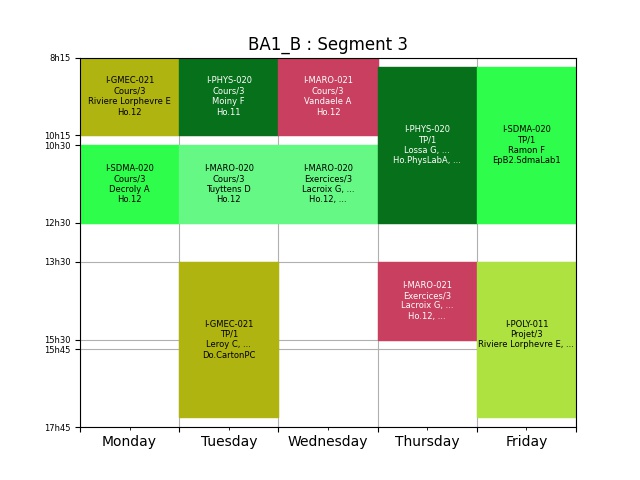 BA1_B : Segment 3
8h15
10h15
10h30
12h30
13h30
15h30
15h45
17h45
I-GMEC-021
Cours/3
Riviere Lorphevre E
Ho.12
I-PHYS-020
Cours/3
Moiny F
Ho.11
I-MARO-021
Cours/3
Vandaele A
Ho.12
I-PHYS-020
TP/1
Lossa G, ...
Ho.PhysLabA, ...
I-SDMA-020
TP/1
Ramon F
EpB2.SdmaLab1
I-SDMA-020
Cours/3
Decroly A
Ho.12
I-MARO-020
Cours/3
Tuyttens D
Ho.12
I-MARO-020
Exercices/3
Lacroix G, ...
Ho.12, ...
I-GMEC-021
TP/1
Leroy C, ...
Do.CartonPC
I-MARO-021
Exercices/3
Lacroix G, ...
Ho.12, ...
I-POLY-011
Projet/3
Riviere Lorphevre E, ...
Monday
Tuesday
Wednesday
Thursday
Friday